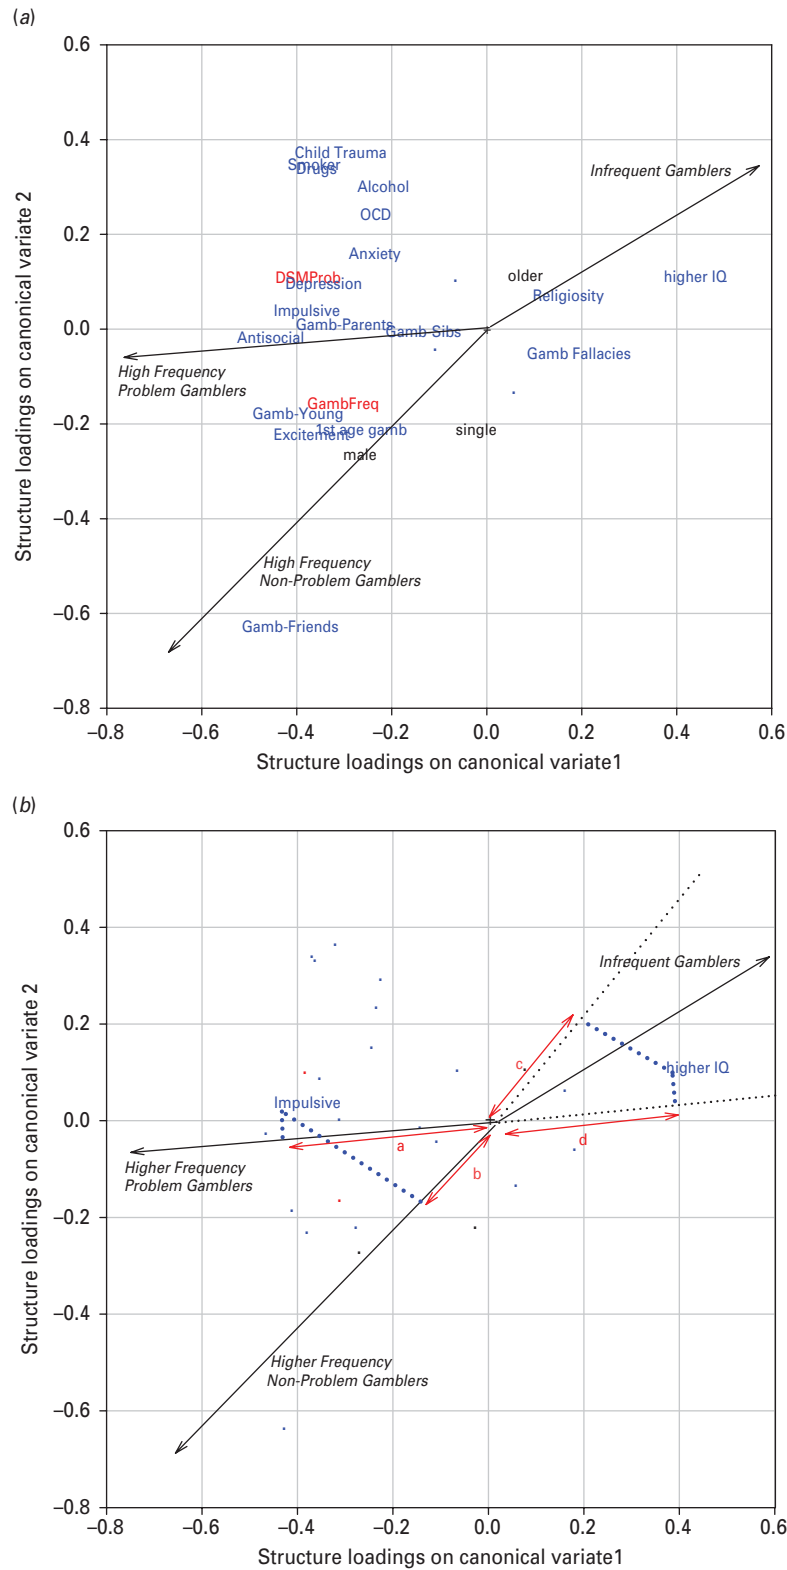 (a)
0.6
0.4
0.2
0.0
−0.2
−0.4
−0.6
−0.8
Structure loadings on canonical variate 2
Child Trauma
Smoker
Drugs
Alcohol
OCD
Anxiety
DSMProb
Depression
Impulsive
Gamb-Parents
Gamb-Sibs
Antisocial
Infrequent Gamblers
older
higher IQ
Religiosity
Gamb Fallacies
High Frequency
Problem Gamblers
GambFreq
Gamb-Young
1st age gamb
Excitement
single
male
High Frequency
Non-Problem Gamblers
Gamb-Friends
−0.8 −0.6 −0.4 −0.2 0.0 0.2 0.4 0.6
Structure loadings on canonical variate1
(b)
0.6
0.4
0.2
0.0
−0.2
−0.4
−0.6
−0.8
Structure loadings on canonical variate 2
Infrequent Gamblers
c
higher IQ
Impulsive
a
d
b
Higher Frequency
Problem Gamblers
Higher Frequency
Non-Problem Gamblers
−0.8 −0.6 −0.4 −0.2 0.0 0.2 0.4 0.6
Structure loadings on canonical variate1